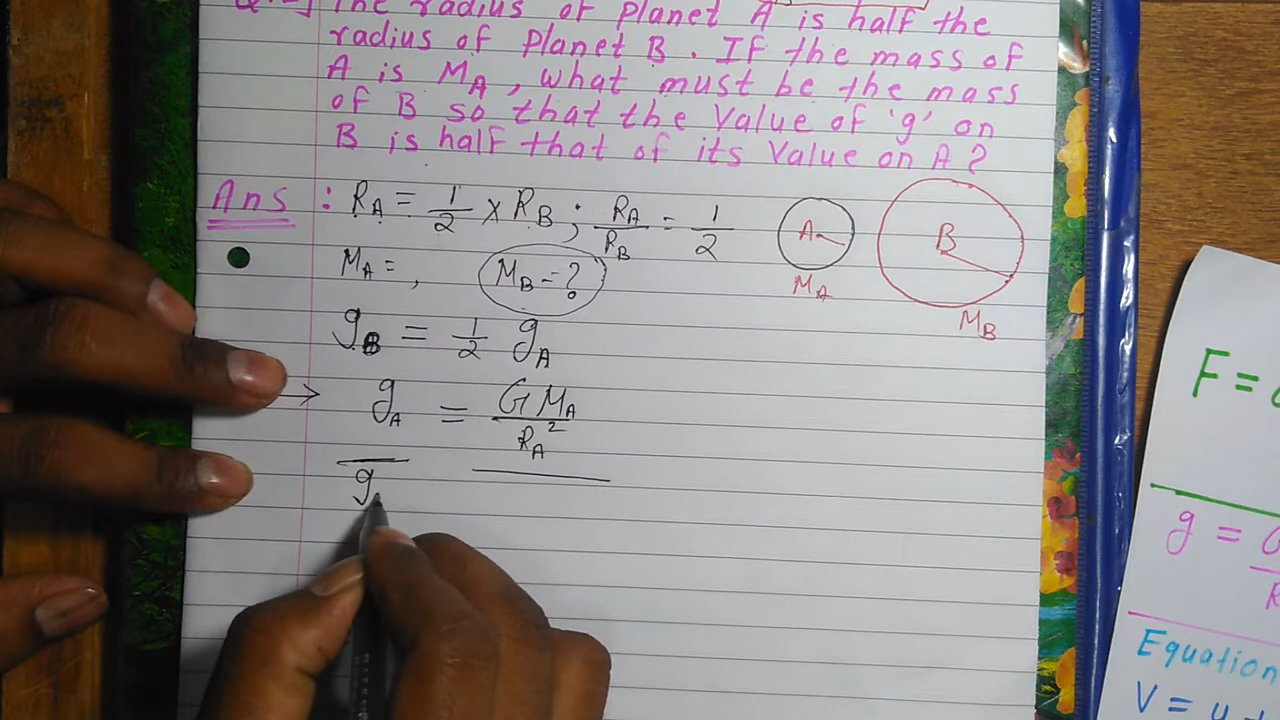 The radius of planet A is half the
radius of planet B. If the mass of
A is M_A, what must be the mass
of B so that the value of 'g' on
B is half that of its value on A?
Ans : R_A = 1/2 × R_B ; R_A/R_B = 1/2
M_A = , M_B = ?
g_B = 1/2 g_A
→ g_A = G M_A / R_A²
g
A
M_A
B
M_B
F =
g =
R
Equation
V = u +